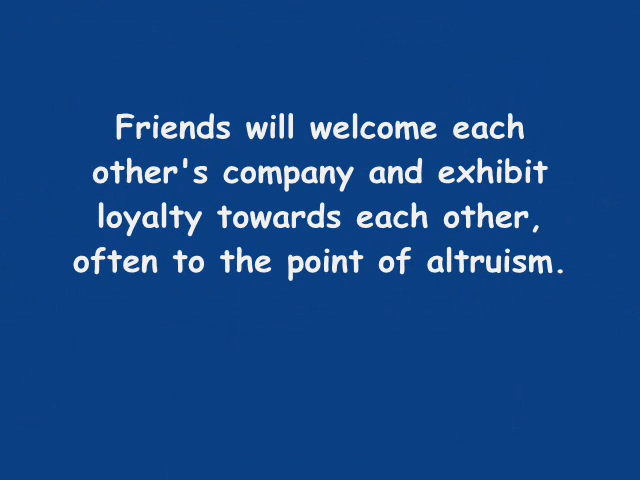 Friends will welcome each
other's company and exhibit
loyalty towards each other,
often to the point of altruism.